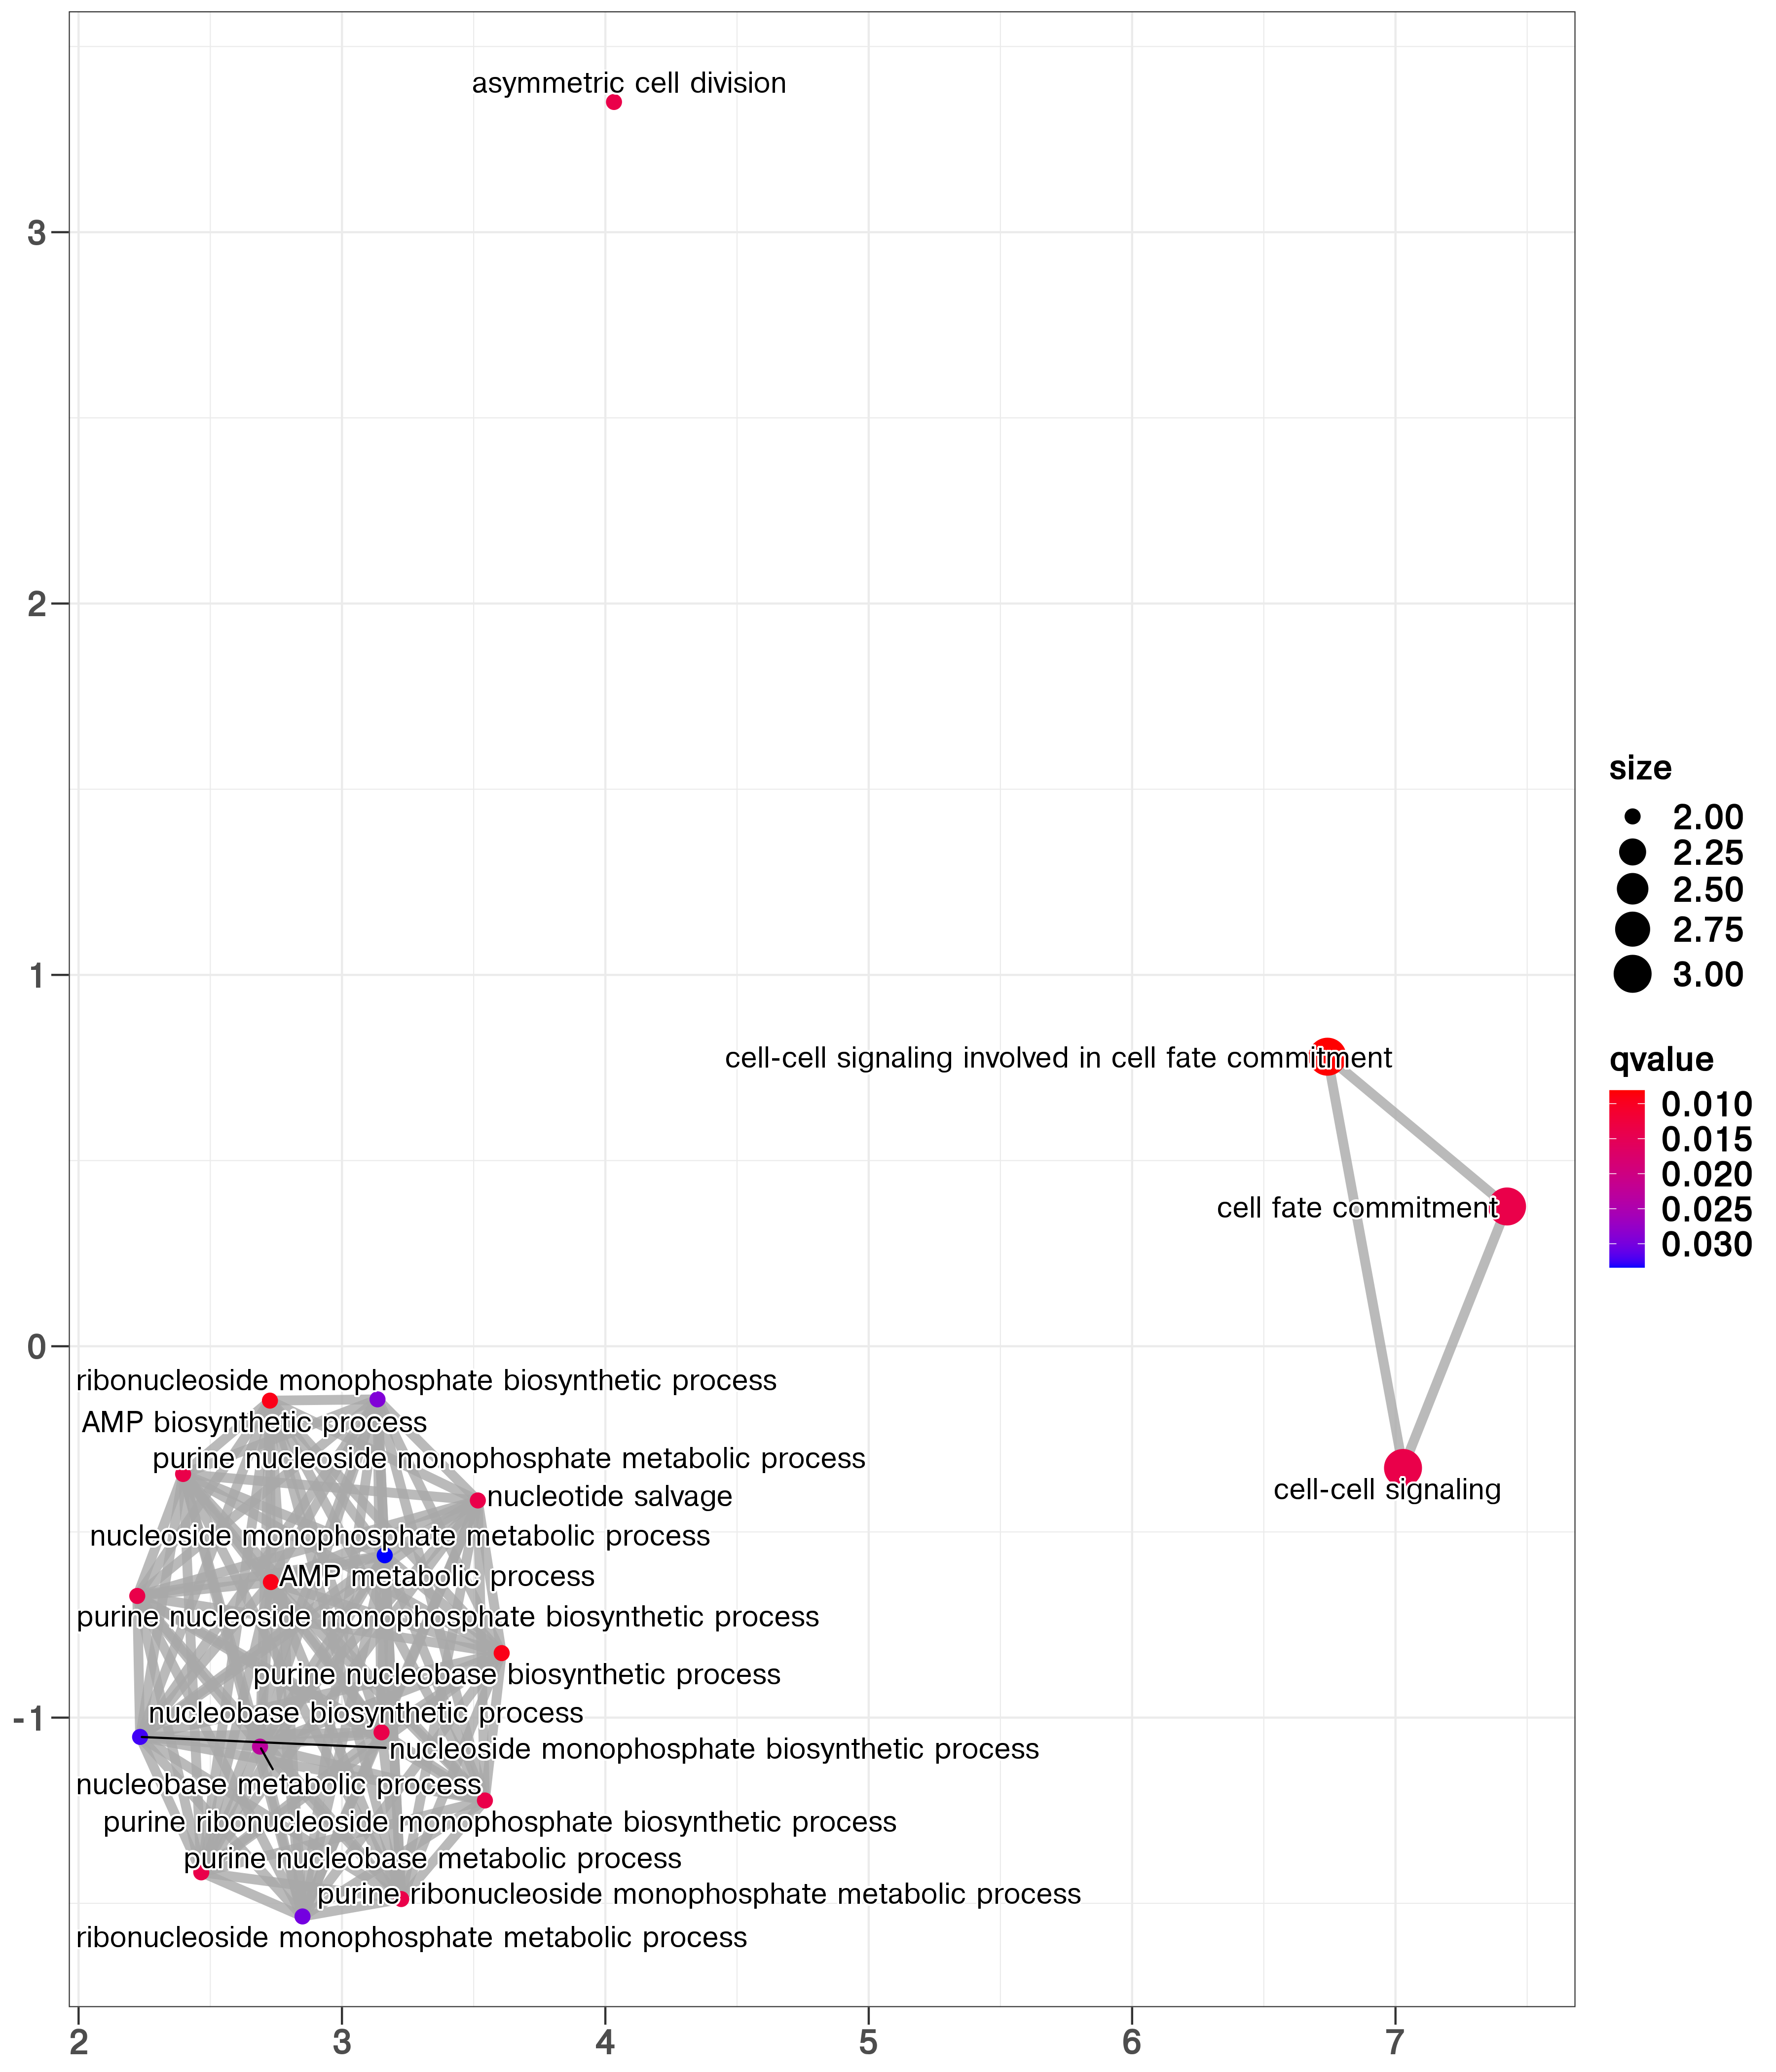 asymmetric cell division
3
2
size
2.00
2.25
2.50
2.75
3.00
1
cell-cell signaling involved in cell fate commitment
qvalue
0.010
0.015
0.020
0.025
0.030
cell fate commitment
0
ribonucleoside monophosphate biosynthetic process
AMP biosynthetic process
purine nucleoside monophosphate metabolic process
cell-cell signaling
nucleotide salvage
nucleoside monophosphate metabolic process
AMP metabolic process
purine nucleoside monophosphate biosynthetic process
purine nucleobase biosynthetic process
-1
nucleobase biosynthetic process
nucleoside monophosphate biosynthetic process
nucleobase metabolic process
purine ribonucleoside monophosphate biosynthetic process
purine nucleobase metabolic process
purine ribonucleoside monophosphate metabolic process
ribonucleoside monophosphate metabolic process
2 3 4 5 6 7